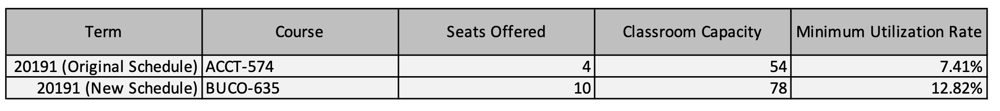 Term Course Seats Offered Classroom Capacity Minimum Utilization Rate
20191 (Original Schedule) ACCT-574 4 54 7.41%
20191 (New Schedule) BUCO-635 10 78 12.82%